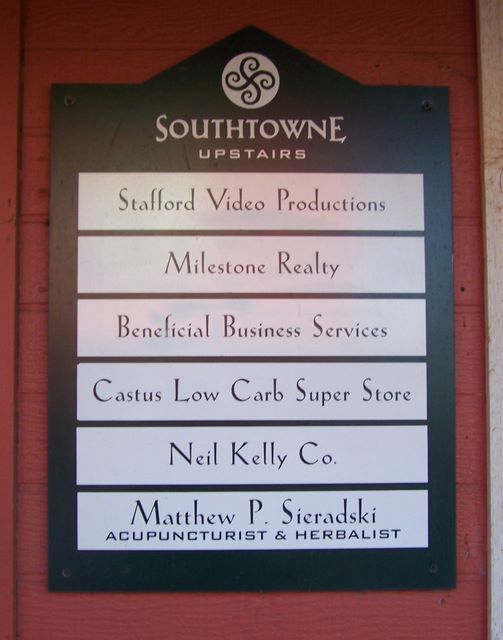 SOUTHTOWNE
UPSTAIRS
Stafford Video Productions
Milestone Realty
Beneficial Business Services
Castus Low Carb Super Store
Neil Kelly Co.
Matthew P. Sieradski
ACUPUNCTURIST & HERBALIST